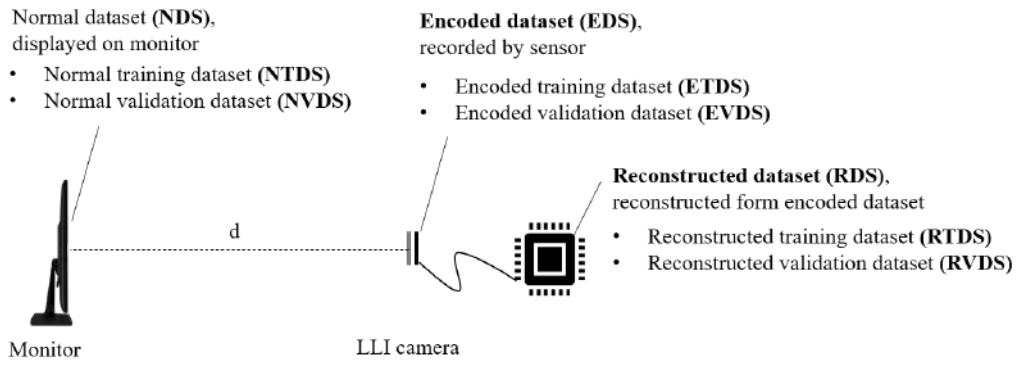 Normal dataset (NDS),
displayed on monitor
• Normal training dataset (NTDS)
• Normal validation dataset (NVDS)
Encoded dataset (EDS),
recorded by sensor
• Encoded training dataset (ETDS)
• Encoded validation dataset (EVDS)
Reconstructed dataset (RDS),
reconstructed form encoded dataset
• Reconstructed training dataset (RTDS)
• Reconstructed validation dataset (RVDS)
d
Monitor
LLI camera